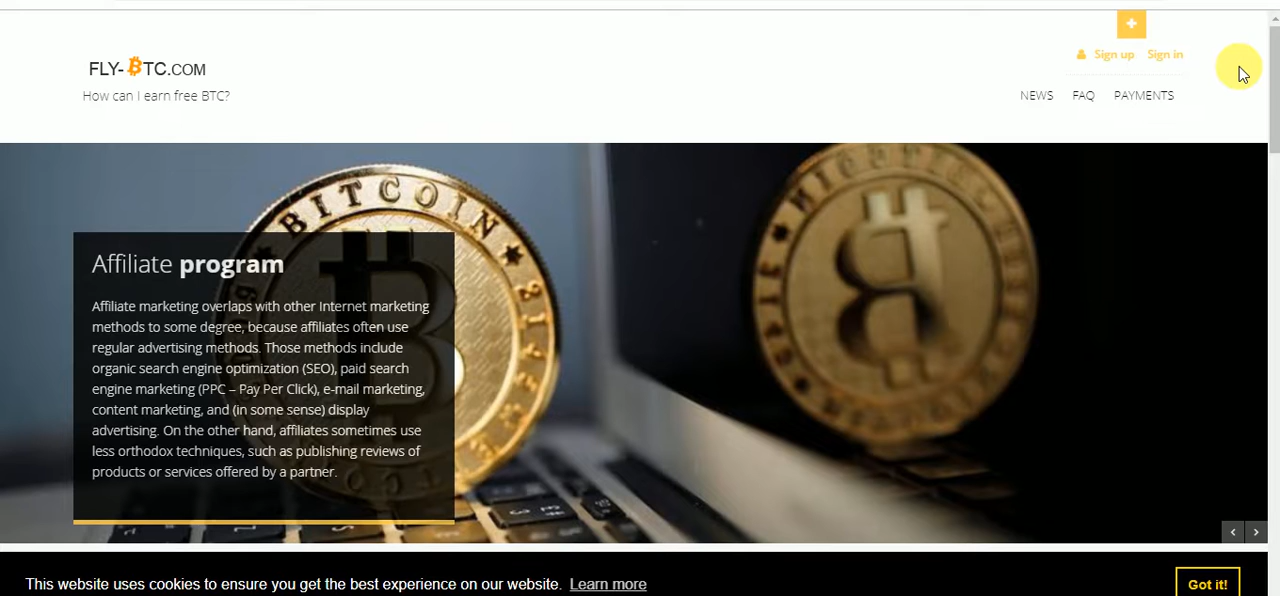 Sign up Sign in
FLY-BTC.COM
How can I earn free BTC?
NEWS FAQ PAYMENTS
BITCOIN
Affiliate program
Affiliate marketing overlaps with other Internet marketing
methods to some degree, because affiliates often use
regular advertising methods. Those methods include
organic search engine optimization (SEO), paid search
engine marketing (PPC – Pay Per Click), e-mail marketing,
content marketing, and (in some sense) display
advertising. On the other hand, affiliates sometimes use
less orthodox techniques, such as publishing reviews of
products or services offered by a partner.
This website uses cookies to ensure you get the best experience on our website. Learn more
Got it!